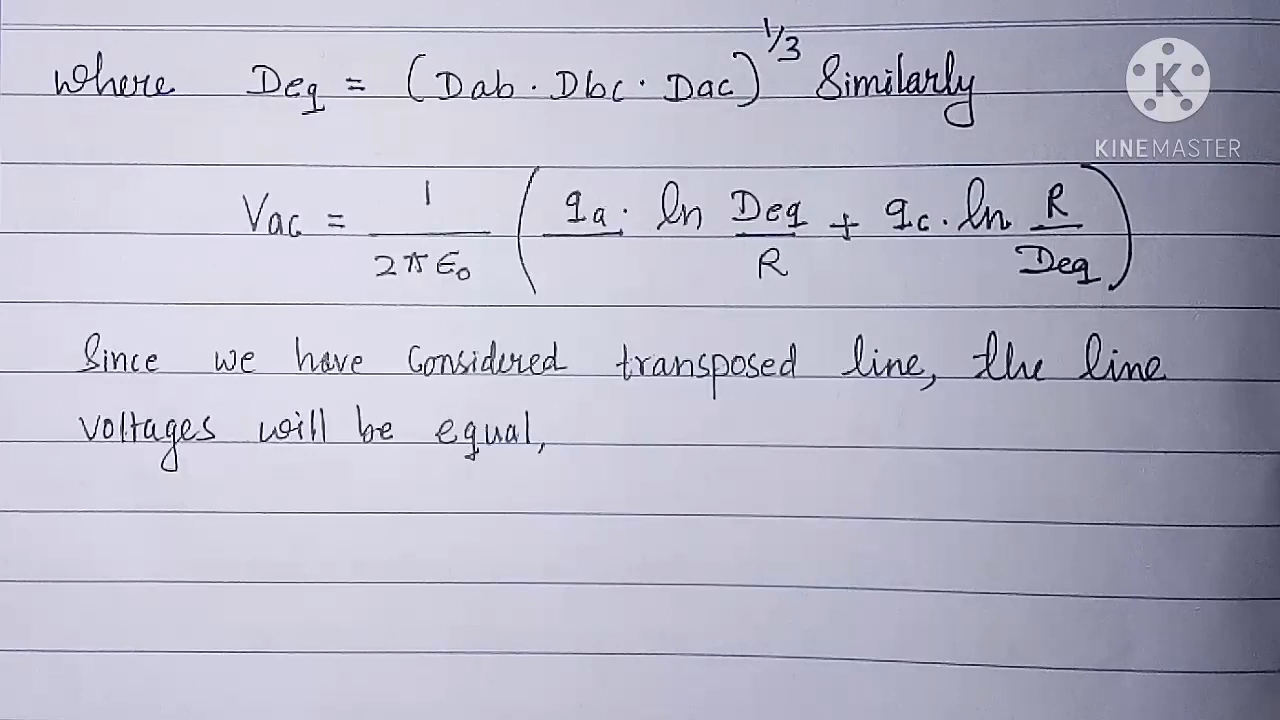 where Deq = (Dab · Dbc · Dac)^1/3 Similarly
K
KINEMASTER
Vac = 1/2πε₀ (qa · ln Deq/R + qc · ln R/Deq)
Since we have considered transposed line, the line
voltages will be equal,